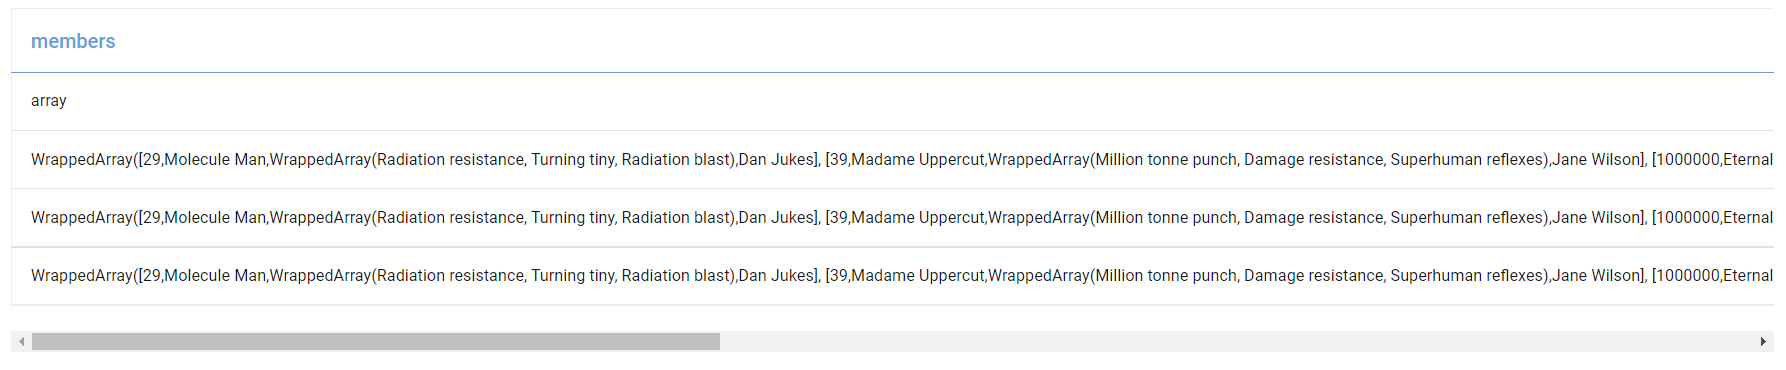 members
array
WrappedArray([29,Molecule Man,WrappedArray(Radiation resistance, Turning tiny, Radiation blast),Dan Jukes], [39,Madame Uppercut,WrappedArray(Million tonne punch, Damage resistance, Superhuman reflexes),Jane Wilson], [1000000,Eternal
WrappedArray([29,Molecule Man,WrappedArray(Radiation resistance, Turning tiny, Radiation blast),Dan Jukes], [39,Madame Uppercut,WrappedArray(Million tonne punch, Damage resistance, Superhuman reflexes),Jane Wilson], [1000000,Eternal
WrappedArray([29,Molecule Man,WrappedArray(Radiation resistance, Turning tiny, Radiation blast),Dan Jukes], [39,Madame Uppercut,WrappedArray(Million tonne punch, Damage resistance, Superhuman reflexes),Jane Wilson], [1000000,Eternal